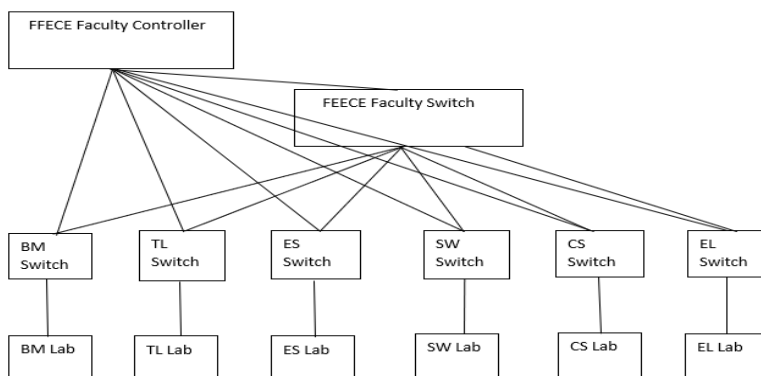 FFECE Faculty Controller
FEECE Faculty Switch
BM
Switch
TL
Switch
ES
Switch
SW
Switch
CS
Switch
EL
Switch
BM Lab
TL Lab
ES Lab
SW Lab
CS Lab
EL Lab